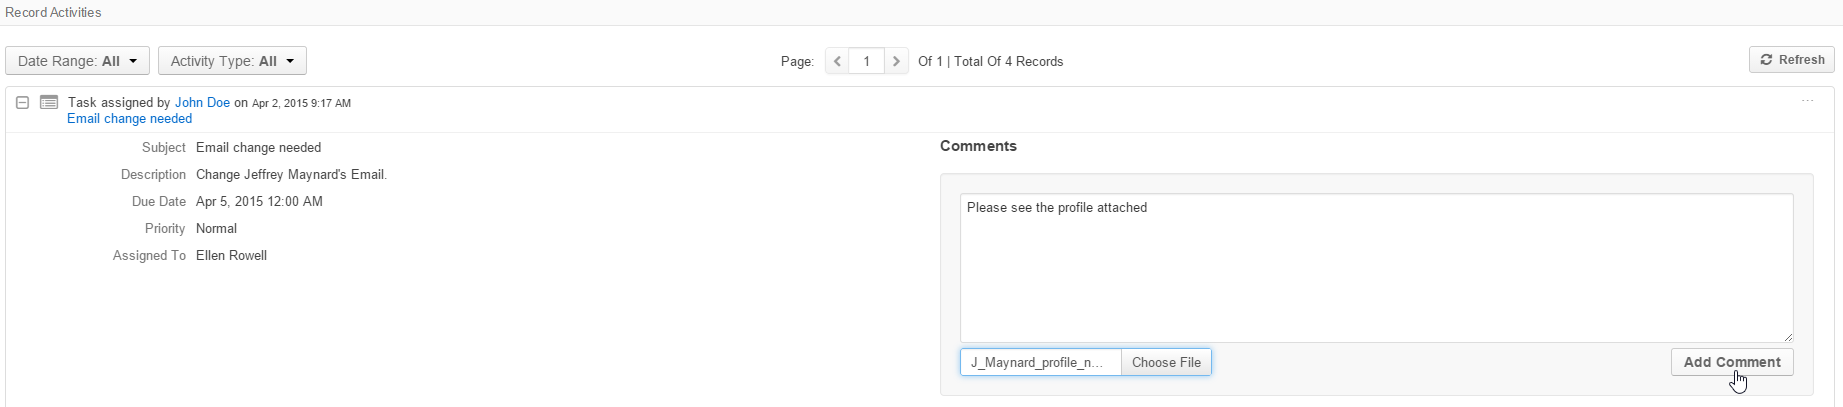 Record Activities
Date Range: All Activity Type: All Page: 1 Of 1 | Total Of 4 Records Refresh
Task assigned by John Doe on Apr 2, 2015 9:17 AM ...
Email change needed
Subject Email change needed
Description Change Jeffrey Maynard's Email.
Due Date Apr 5, 2015 12:00 AM
Priority Normal
Assigned To Ellen Rowell
Comments
Please see the profile attached
J_Maynard_profile_n... Choose File Add Comment